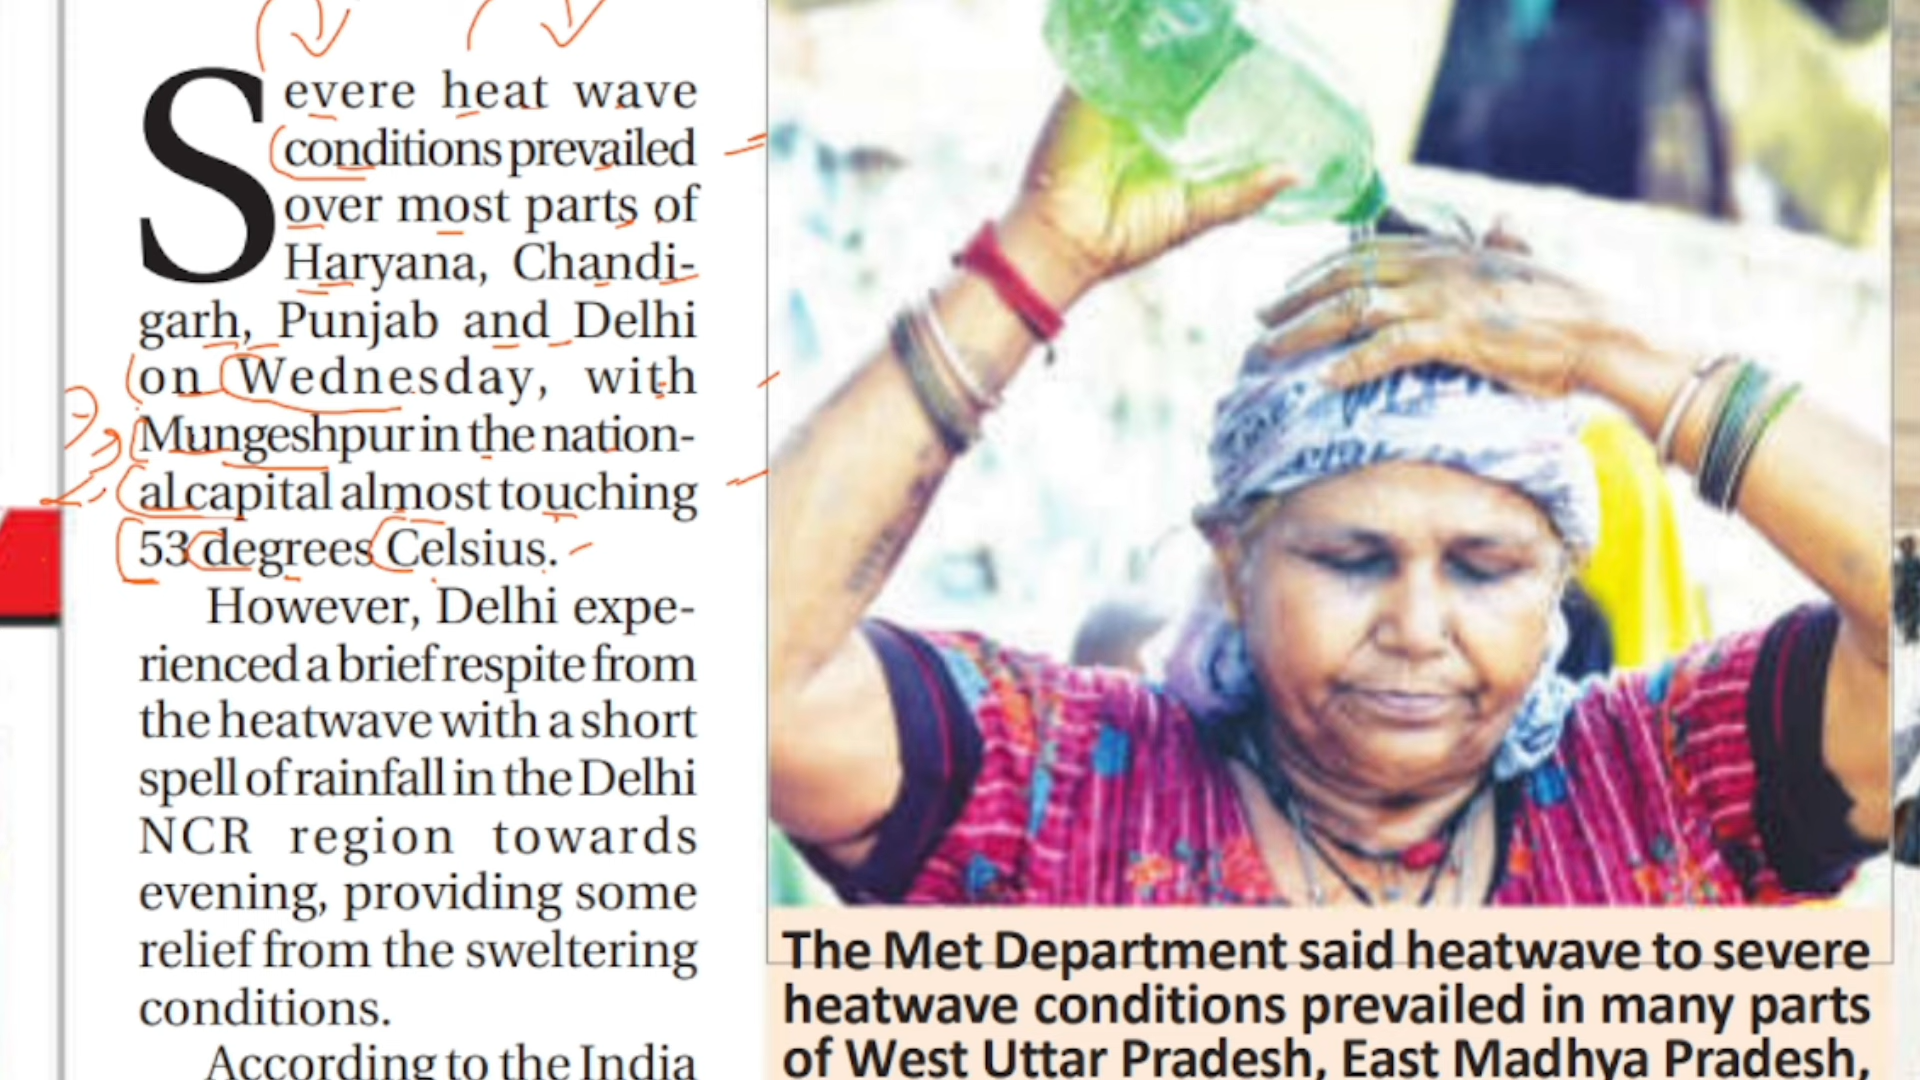 Severe heat wave
conditions prevailed
over most parts of
Haryana, Chandi-
garh, Punjab and Delhi
on Wednesday, with
Mungeshpur in the nation-
al capital almost touching
53 degrees Celsius.
However, Delhi expe-
rienced a brief respite from
the heatwave with a short
spell of rainfall in the Delhi
NCR region towards
evening, providing some
relief from the sweltering
conditions.
According to the India
The Met Department said heatwave to severe
heatwave conditions prevailed in many parts
of West Uttar Pradesh, East Madhya Pradesh,